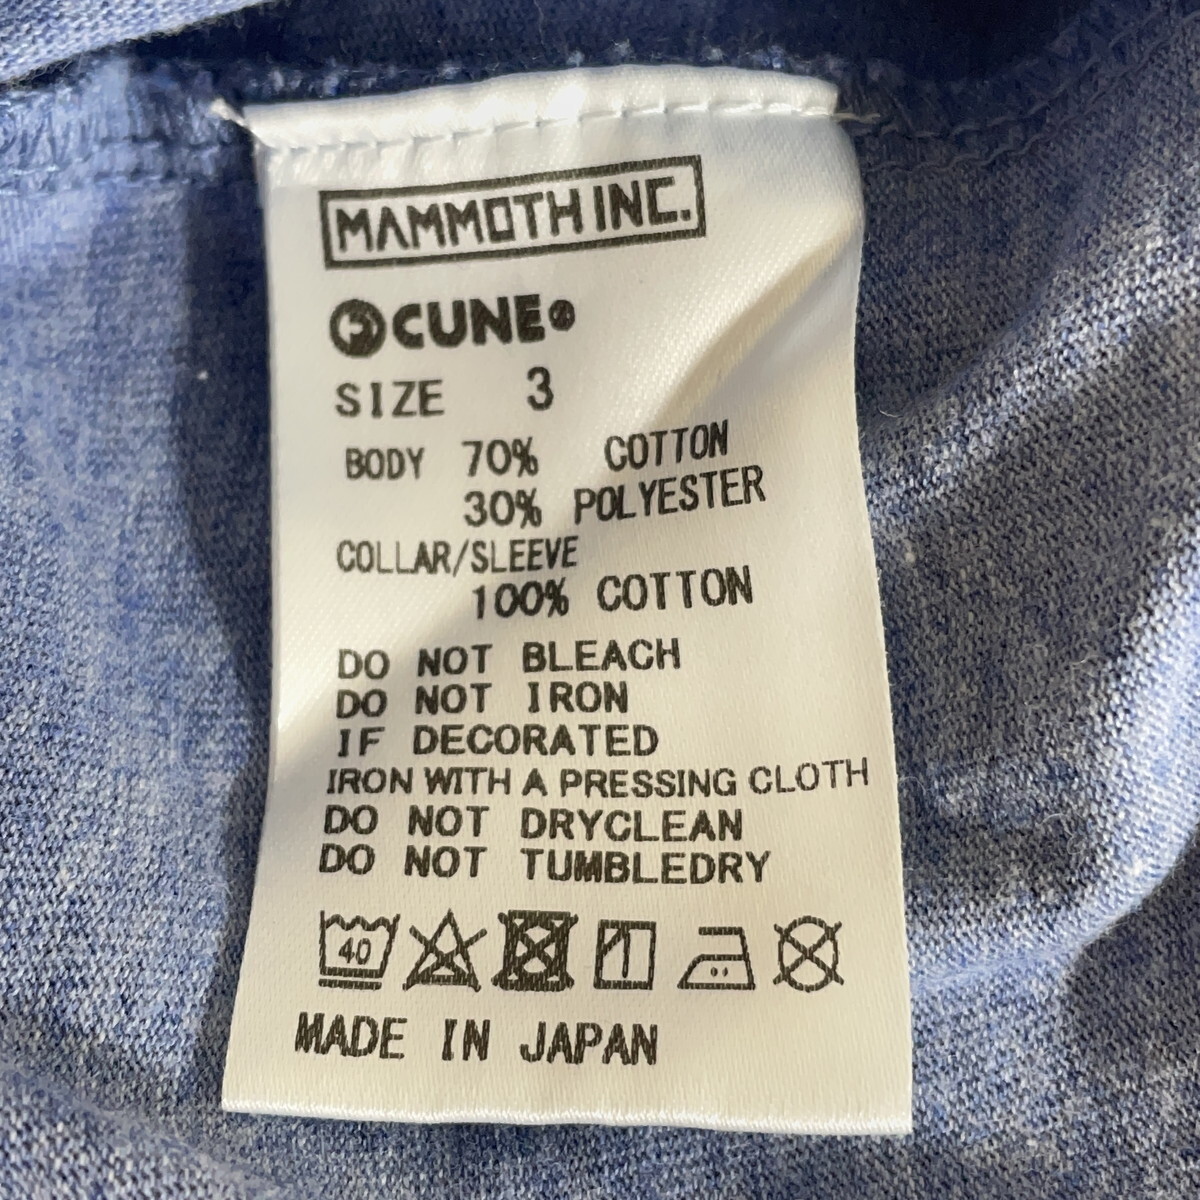 MAMMOTH INC.
CUNE®
SIZE 3
BODY 70% COTTON
30% POLYESTER
COLLAR/SLEEVE
100% COTTON
DO NOT BLEACH
DO NOT IRON
IF DECORATED
IRON WITH A PRESSING CLOTH
DO NOT DRYCLEAN
DO NOT TUMBLEDRY
40
MADE IN JAPAN